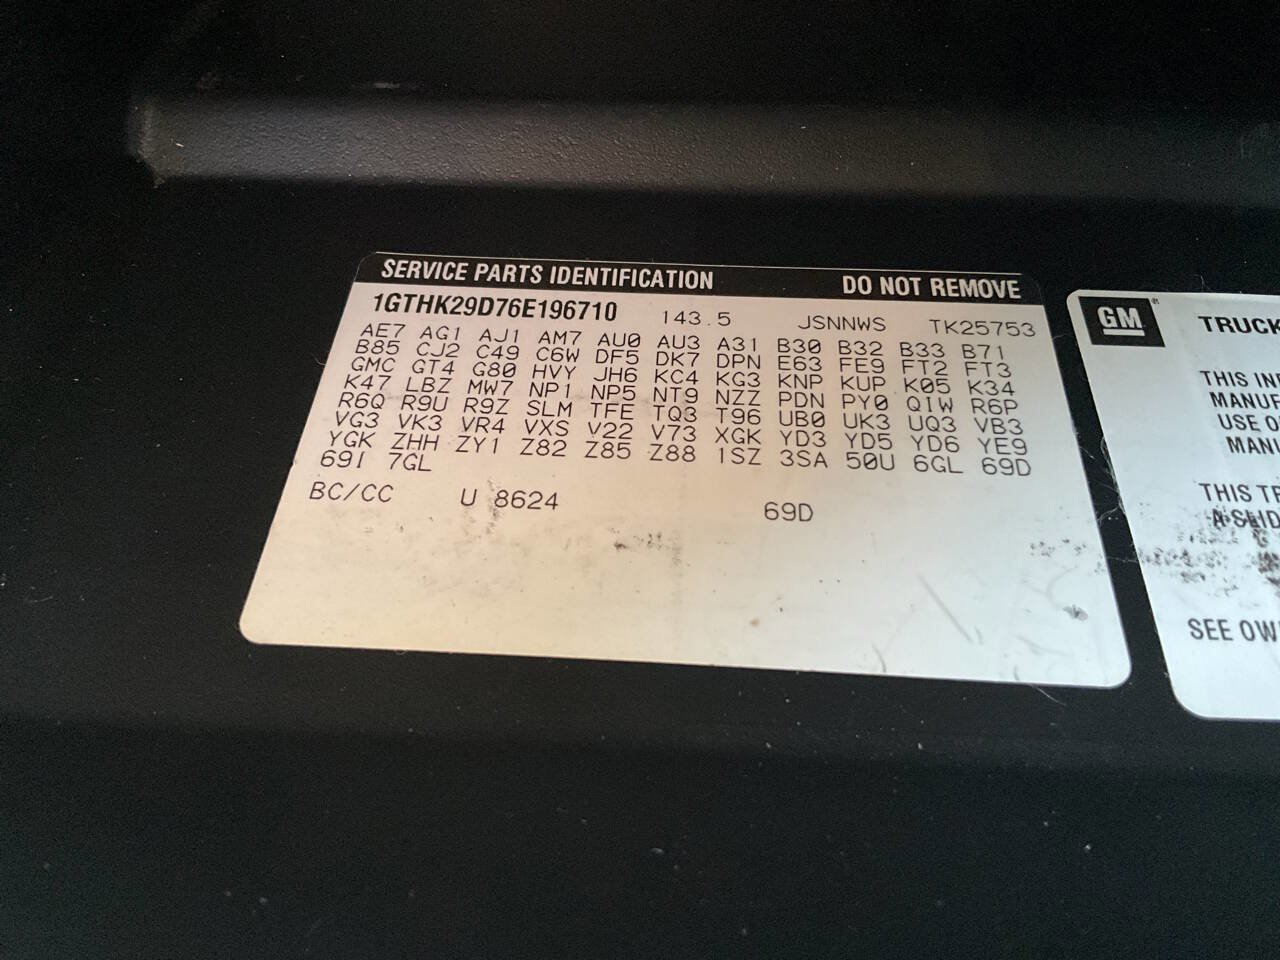 SERVICE PARTS IDENTIFICATION DO NOT REMOVE
1GTHK29D76E196710 143.5 JSNNWS TK25753
AE7 AG1 AJ1 AM7 AU0 AU3 A31 B30 B32 B33 B71
B85 CJ2 C49 C6W DF5 DK7 DPN E63 FE9 FT2 FT3
GMC GT4 G80 HVY JH6 KC4 KG3 KNP KUP K05 K34
K47 LBZ MW7 NP1 NP5 NT9 NZZ PDN PY0 Q1W R6P
R6Q R9U R9Z SLM TFE TQ3 T96 UB0 UK3 UQ3 VB3
VG3 VK3 VR4 VXS V22 V73 XGK YD3 YD5 YD6 YE9
YGK ZHH ZY1 Z82 Z85 Z88 1SZ 3SA 50U 6GL 69D
69I 7GL
BC/CC U 8624 69D
GM
TRUCK
THIS INF
MANUF
USE O
MAN
THIS TR
A SLID
SEE OW